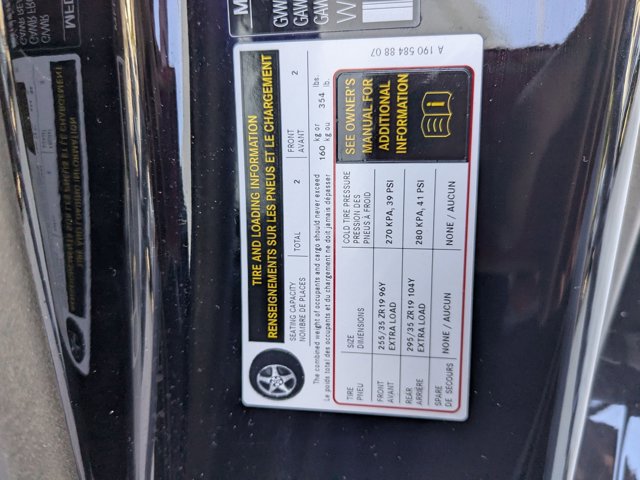 TIRE AND LOADING INFORMATION
RENSEIGNEMENTS SUR LES PNEUS ET LE CHARGEMENT
SEATING CAPACITY TOTAL 2 FRONT 2
NOMBRE DE PLACES AVANT
The combined weight of occupants and cargo should never exceed 160 kg or 354 lbs.
Le poids total des occupants et du chargement ne doit jamais dépasser kg ou lb.
TIRE SIZE COLD TIRE PRESSURE
PNEU DIMENSIONS PRESSION DES
PNEUS À FROID
FRONT 255/35 ZR19 96Y 270 KPA, 39 PSI
AVANT EXTRA LOAD
REAR 295/35 ZR19 104Y 280 KPA, 41 PSI
ARRIÈRE EXTRA LOAD
SPARE NONE / AUCUN NONE / AUCUN
DE SECOURS
SEE OWNER'S
MANUAL FOR
ADDITIONAL
INFORMATION
A 190 584 88 07
GAW